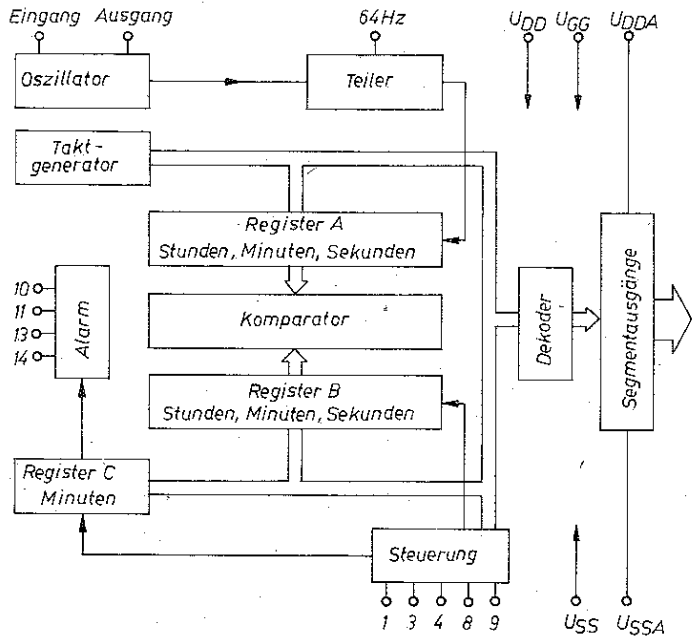 Eingang Ausgang 64Hz UDD UGG UDDA
Oszillator
Teiler
Takt-
generator
Register A
Stunden, Minuten, Sekunden
Komparator
Register B
Stunden, Minuten, Sekunden
10
11
13
14
Alarm
Register C
Minuten
Dekoder
Segmentausgänge
Steuerung
1 3 4 8 9
USS USSA